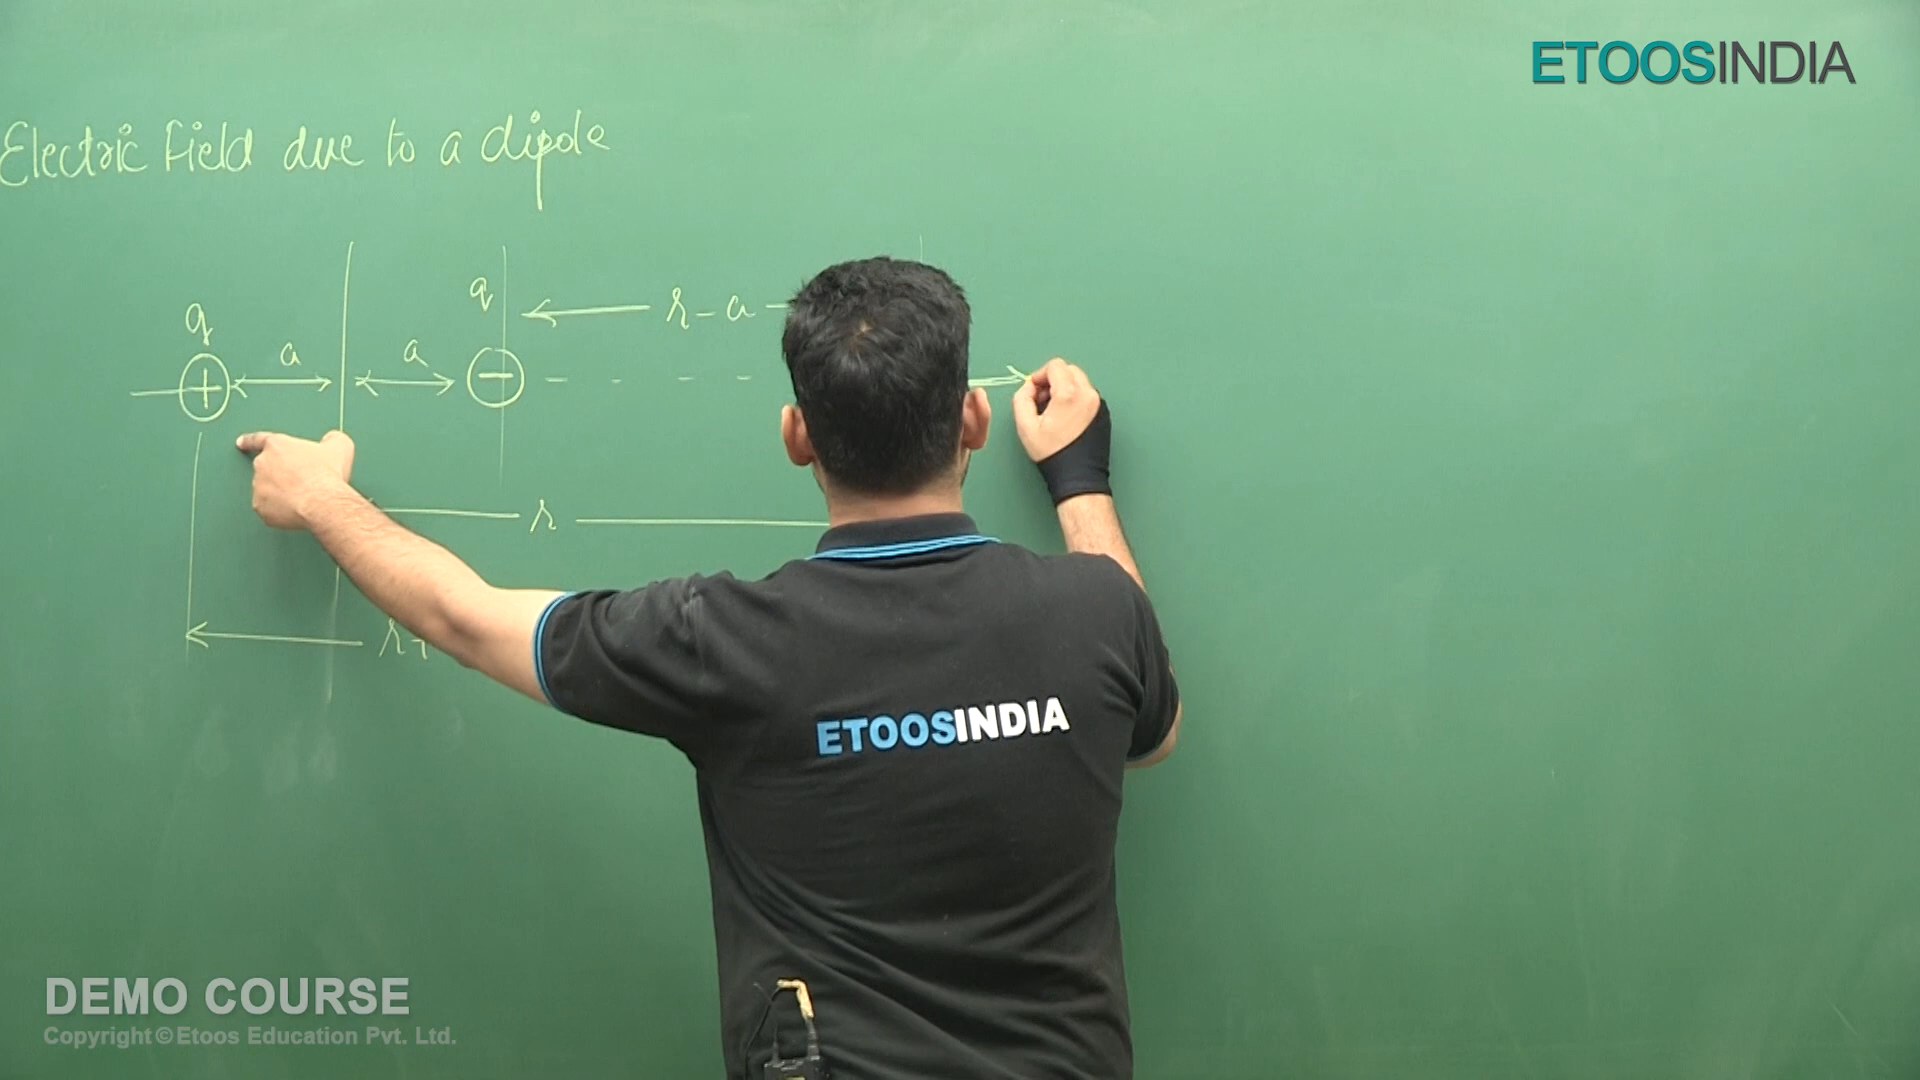 ETOOSINDIA
Electric Field due to a dipole
q
q
r-a
a
a
r
r+
ETOOSINDIA
DEMO COURSE
Copyright © Etoos Education Pvt. Ltd.